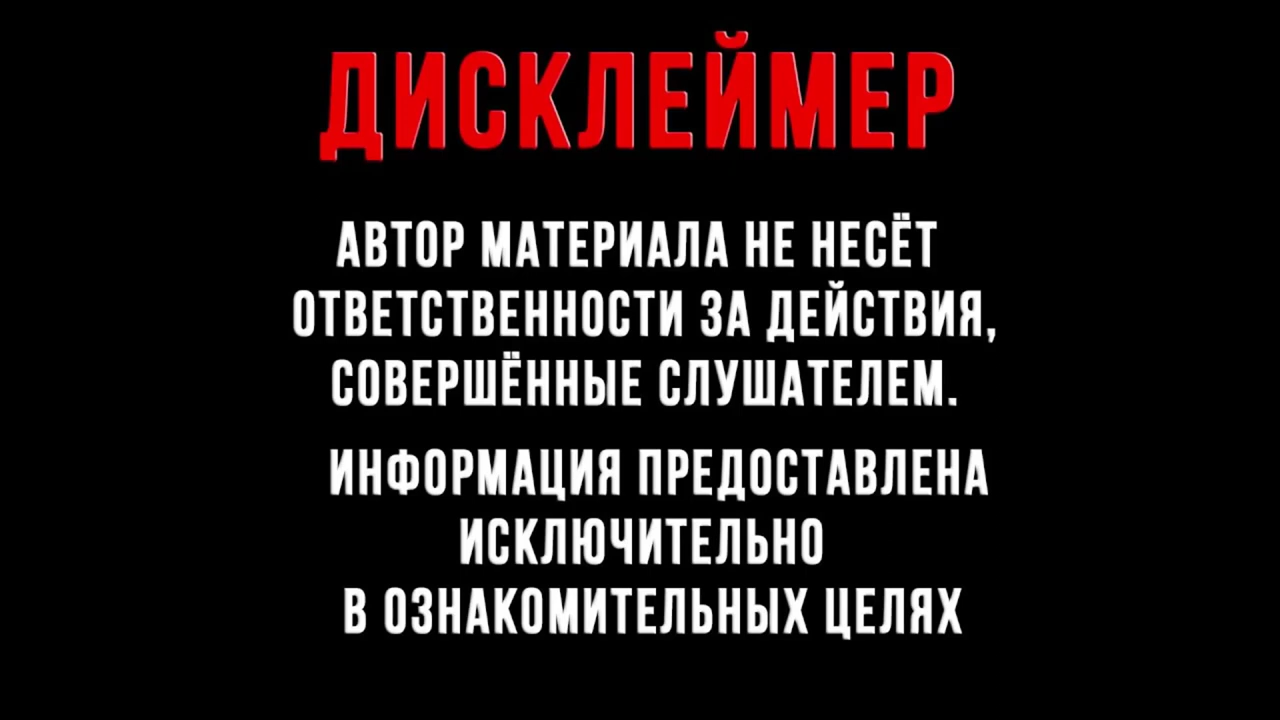 ДИСКЛЕЙМЕР
АВТОР МАТЕРИАЛА НЕ НЕСЁТ
ОТВЕТСТВЕННОСТИ ЗА ДЕЙСТВИЯ,
СОВЕРШЁННЫЕ СЛУШАТЕЛЕМ.
ИНФОРМАЦИЯ ПРЕДОСТАВЛЕНА
ИСКЛЮЧИТЕЛЬНО
В ОЗНАКОМИТЕЛЬНЫХ ЦЕЛЯХ